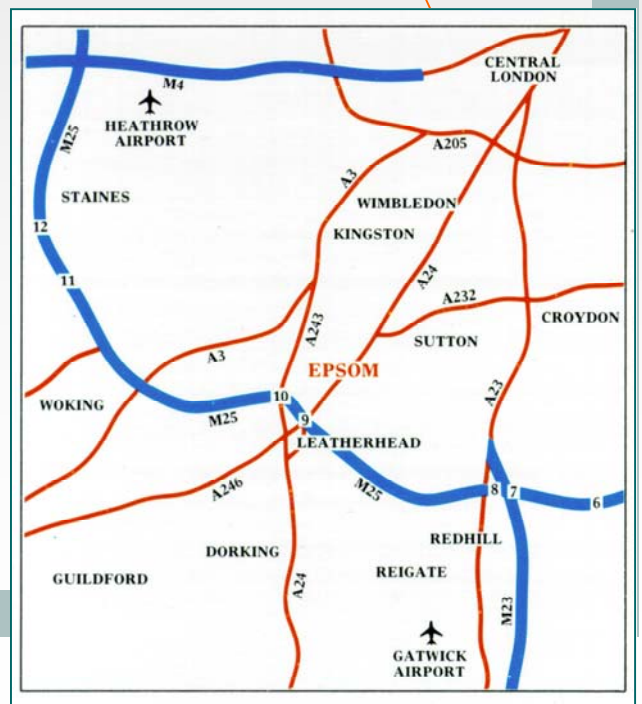 CENTRAL
LONDON
M4
HEATHROW
AIRPORT
M25
A205
A3
STAINES
WIMBLEDON
12
KINGSTON
11
A24
A232
CROYDON
A243
SUTTON
A3
EPSOM
A23
10
WOKING
M25
9
LEATHERHEAD
A246
M25
8
7
6
REDHILL
DORKING
REIGATE
GUILDFORD
A24
M23
GATWICK
AIRPORT